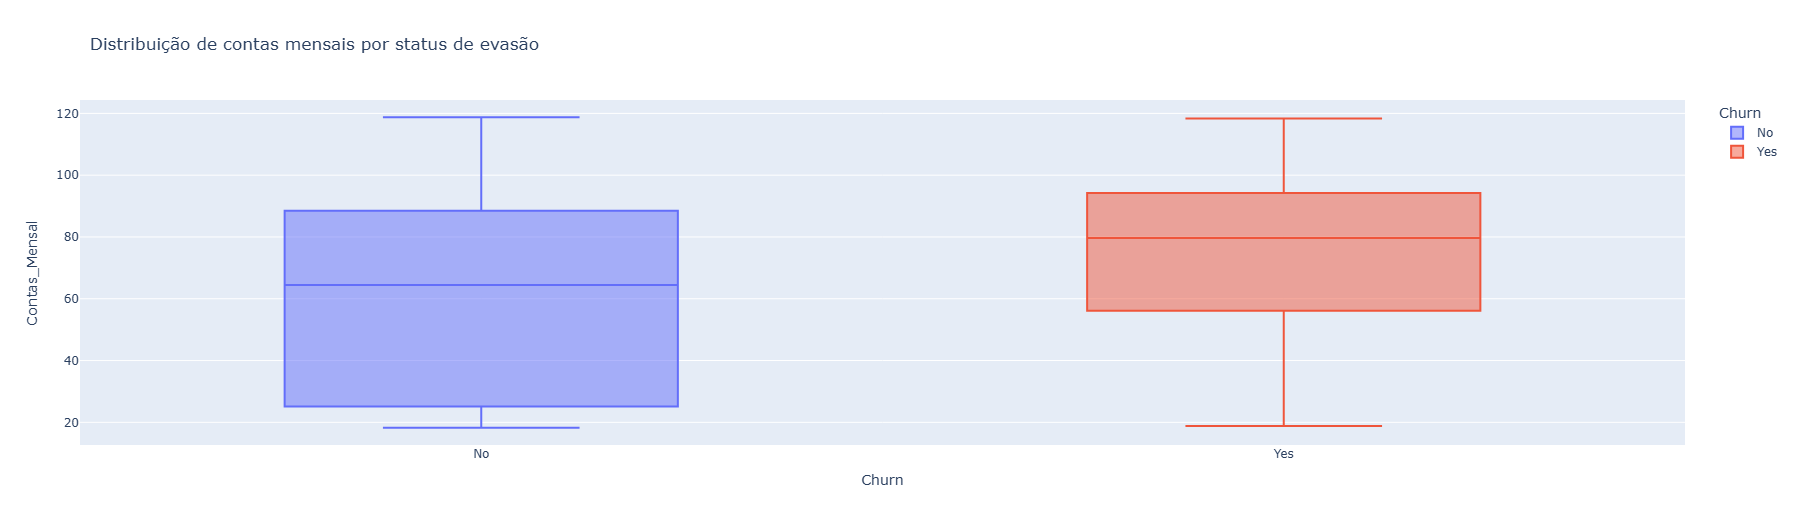 Distribuição de contas mensais por status de evasão
120
100
80
60
40
20
Contas_Mensal
No
Yes
Churn
Churn
No
Yes